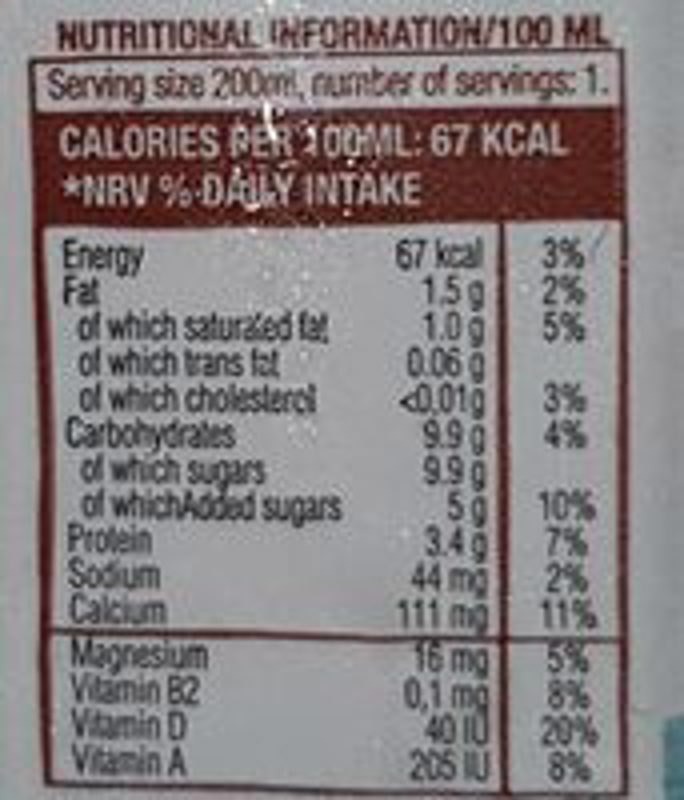 NUTRITIONAL INFORMATION/100 ML
Serving size 200ml, number of servings: 1.
CALORIES PER 100ML: 67 KCAL
*NRV % DAILY INTAKE
Energy 67 kcal 3%
Fat 1.5 g 2%
of which saturated fat 1.0 g 5%
of which trans fat 0.06 g
of which cholesterol <0,01g 3%
Carbohydrates 9.9 g 4%
of which sugars 9.9 g
of whichAdded sugars 5 g 10%
Protein 3.4 g 7%
Sodium 44 mg 2%
Calcium 111 mg 11%
Magnesium 16 mg 5%
Vitamin B2 0,1 mg 8%
Vitamin D 40 IU 20%
Vitamin A 205 IU 8%